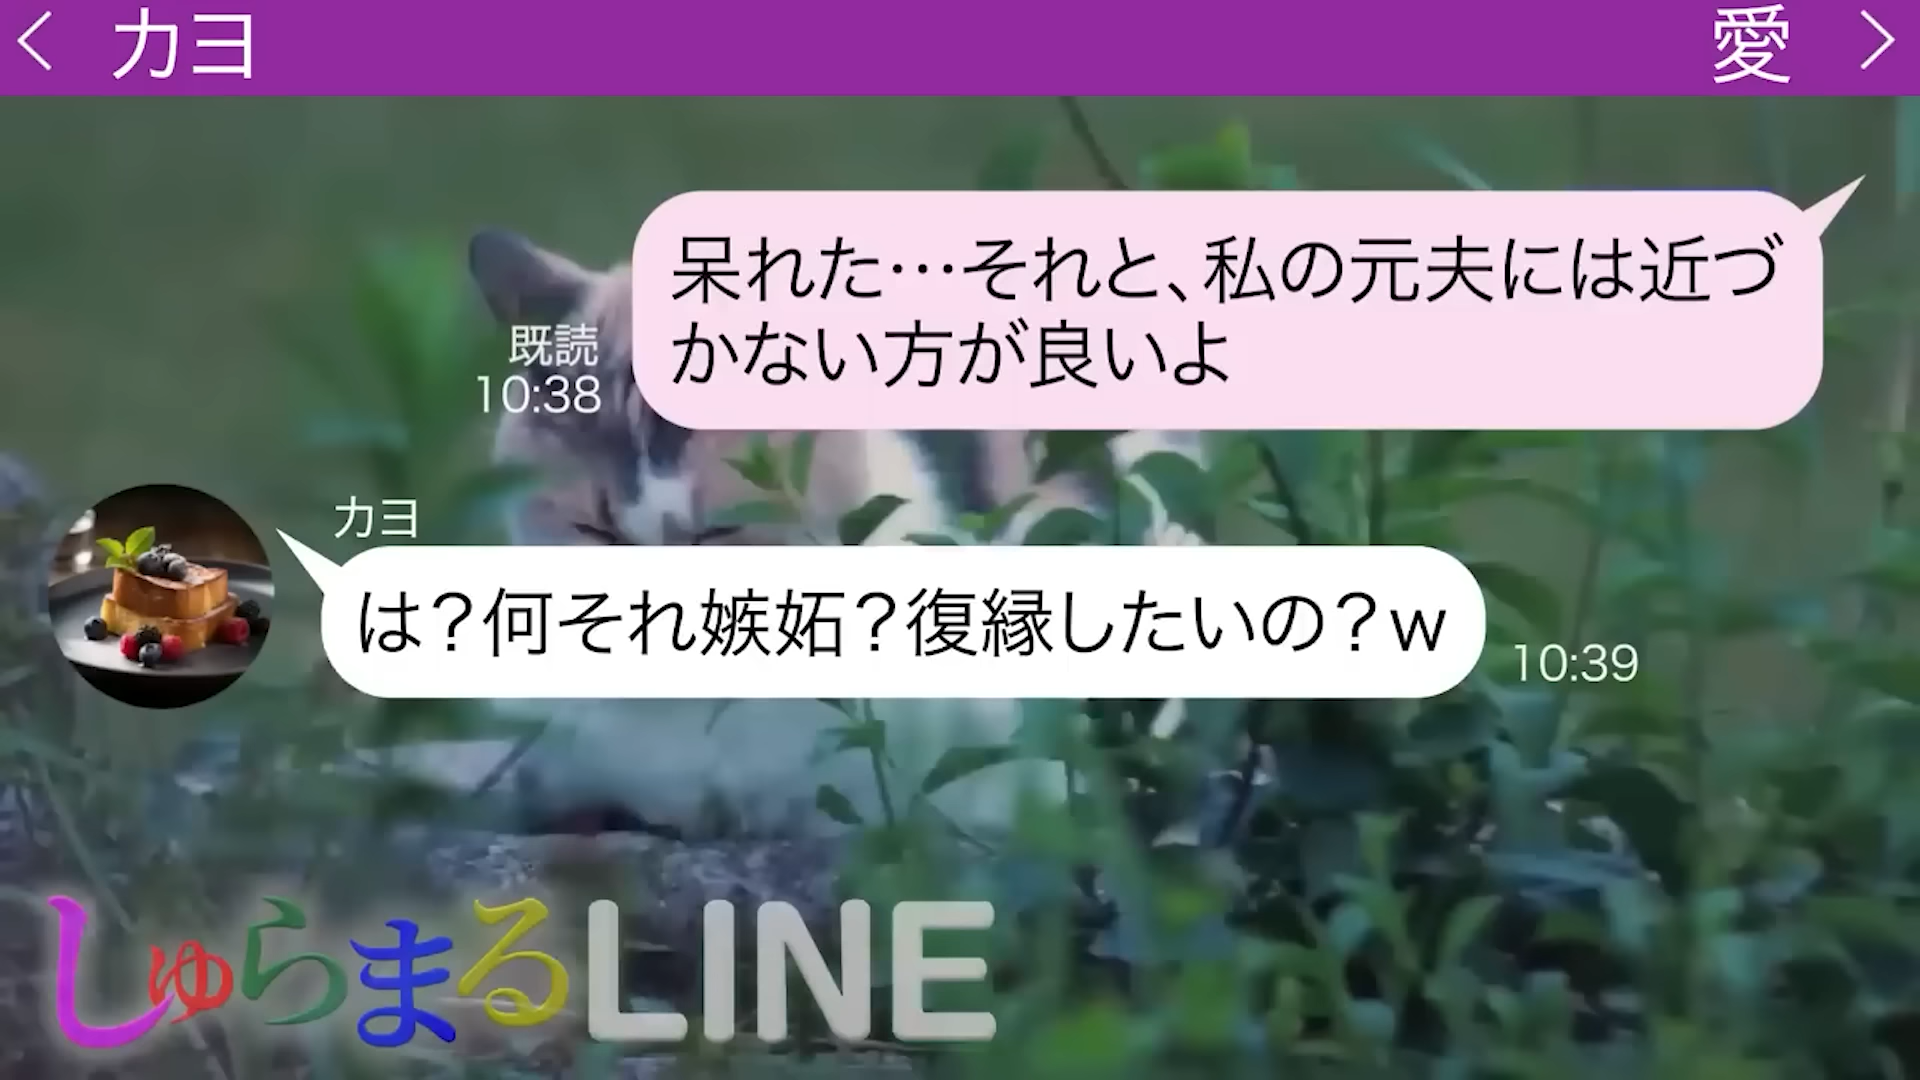 カヨ
愛
呆れた…それと、私の元夫には近づ
かない方が良いよ
既読
10:38
カヨ
は？何それ嫉妬？復縁したいの？w
10:39
しゅらまるLINE